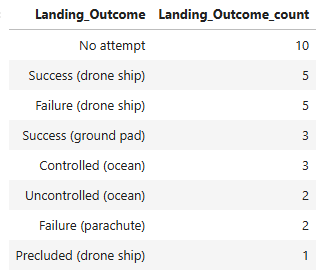 Landing_Outcome Landing_Outcome_count
No attempt 10
Success (drone ship) 5
Failure (drone ship) 5
Success (ground pad) 3
Controlled (ocean) 3
Uncontrolled (ocean) 2
Failure (parachute) 2
Precluded (drone ship) 1